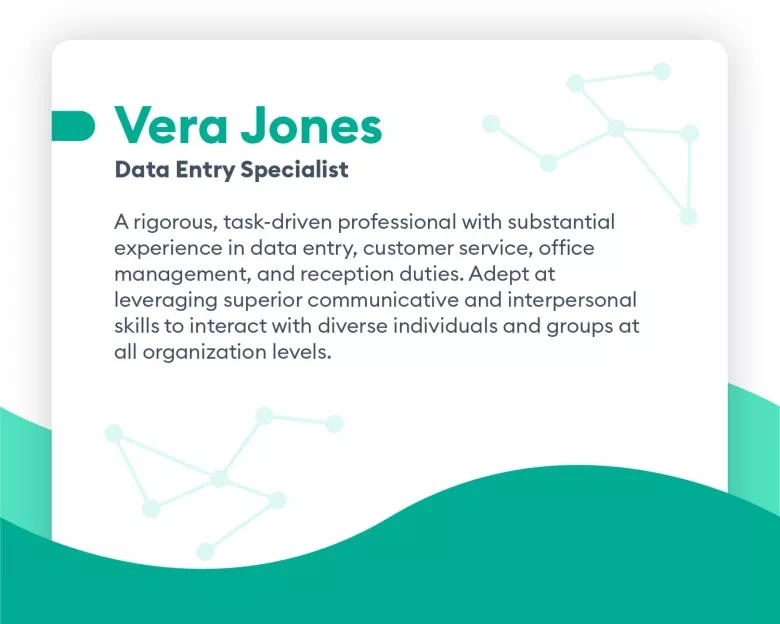 Vera Jones
Data Entry Specialist
A rigorous, task-driven professional with substantial
experience in data entry, customer service, office
management, and reception duties. Adept at
leveraging superior communicative and interpersonal
skills to interact with diverse individuals and groups at
all organization levels.